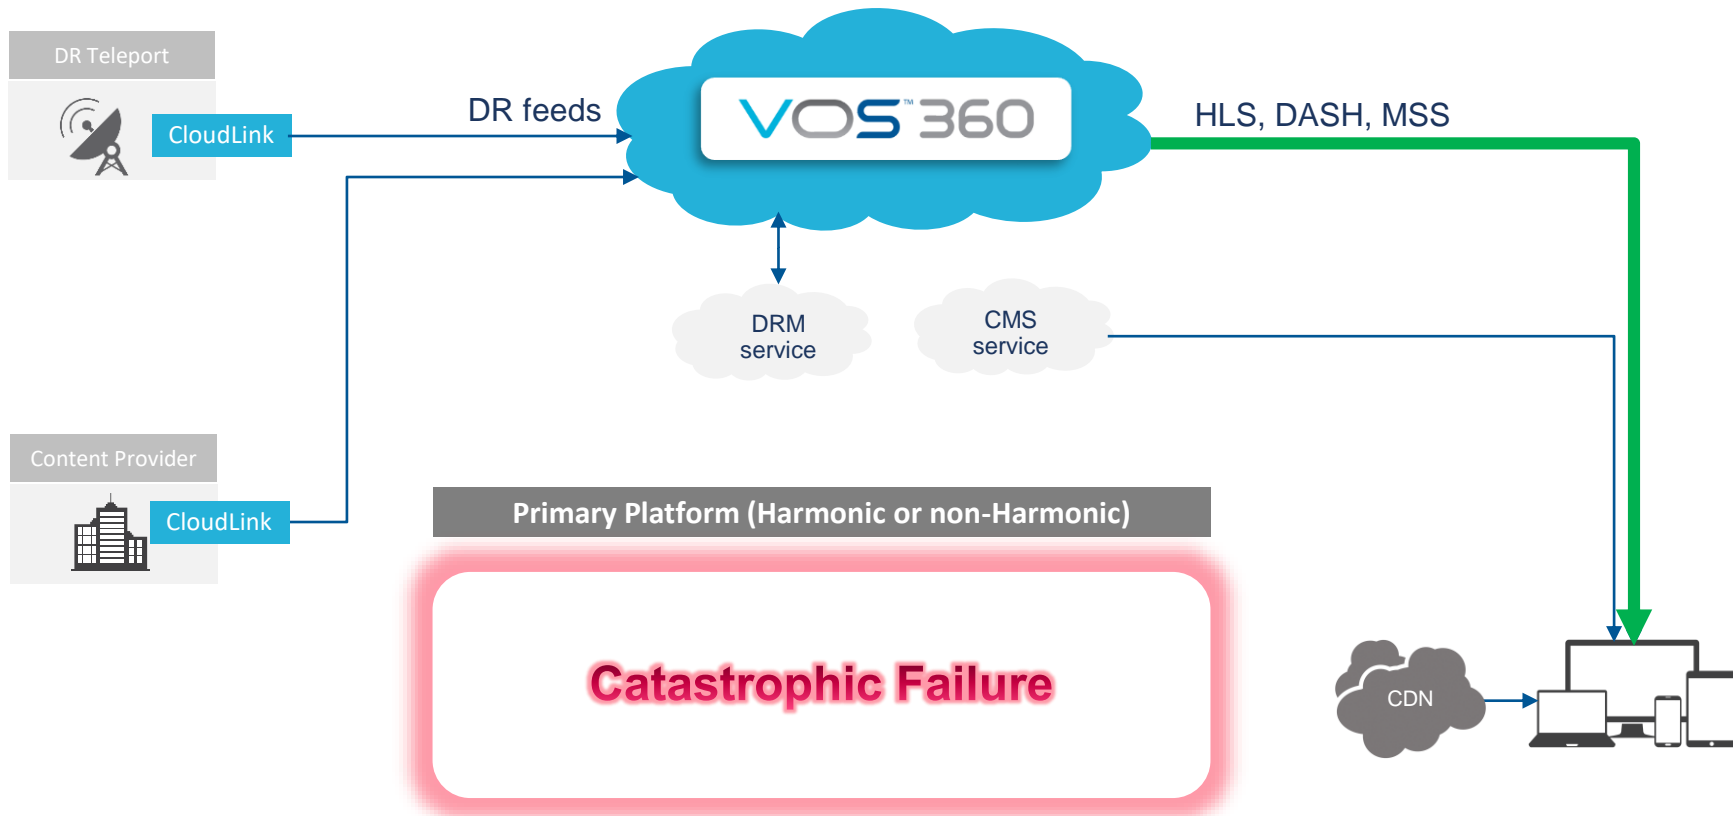 DR Teleport
CloudLink
DR feeds
VOS™360
HLS, DASH, MSS
DRM
service
CMS
service
Content Provider
CloudLink
Primary Platform (Harmonic or non-Harmonic)
Catastrophic Failure
CDN